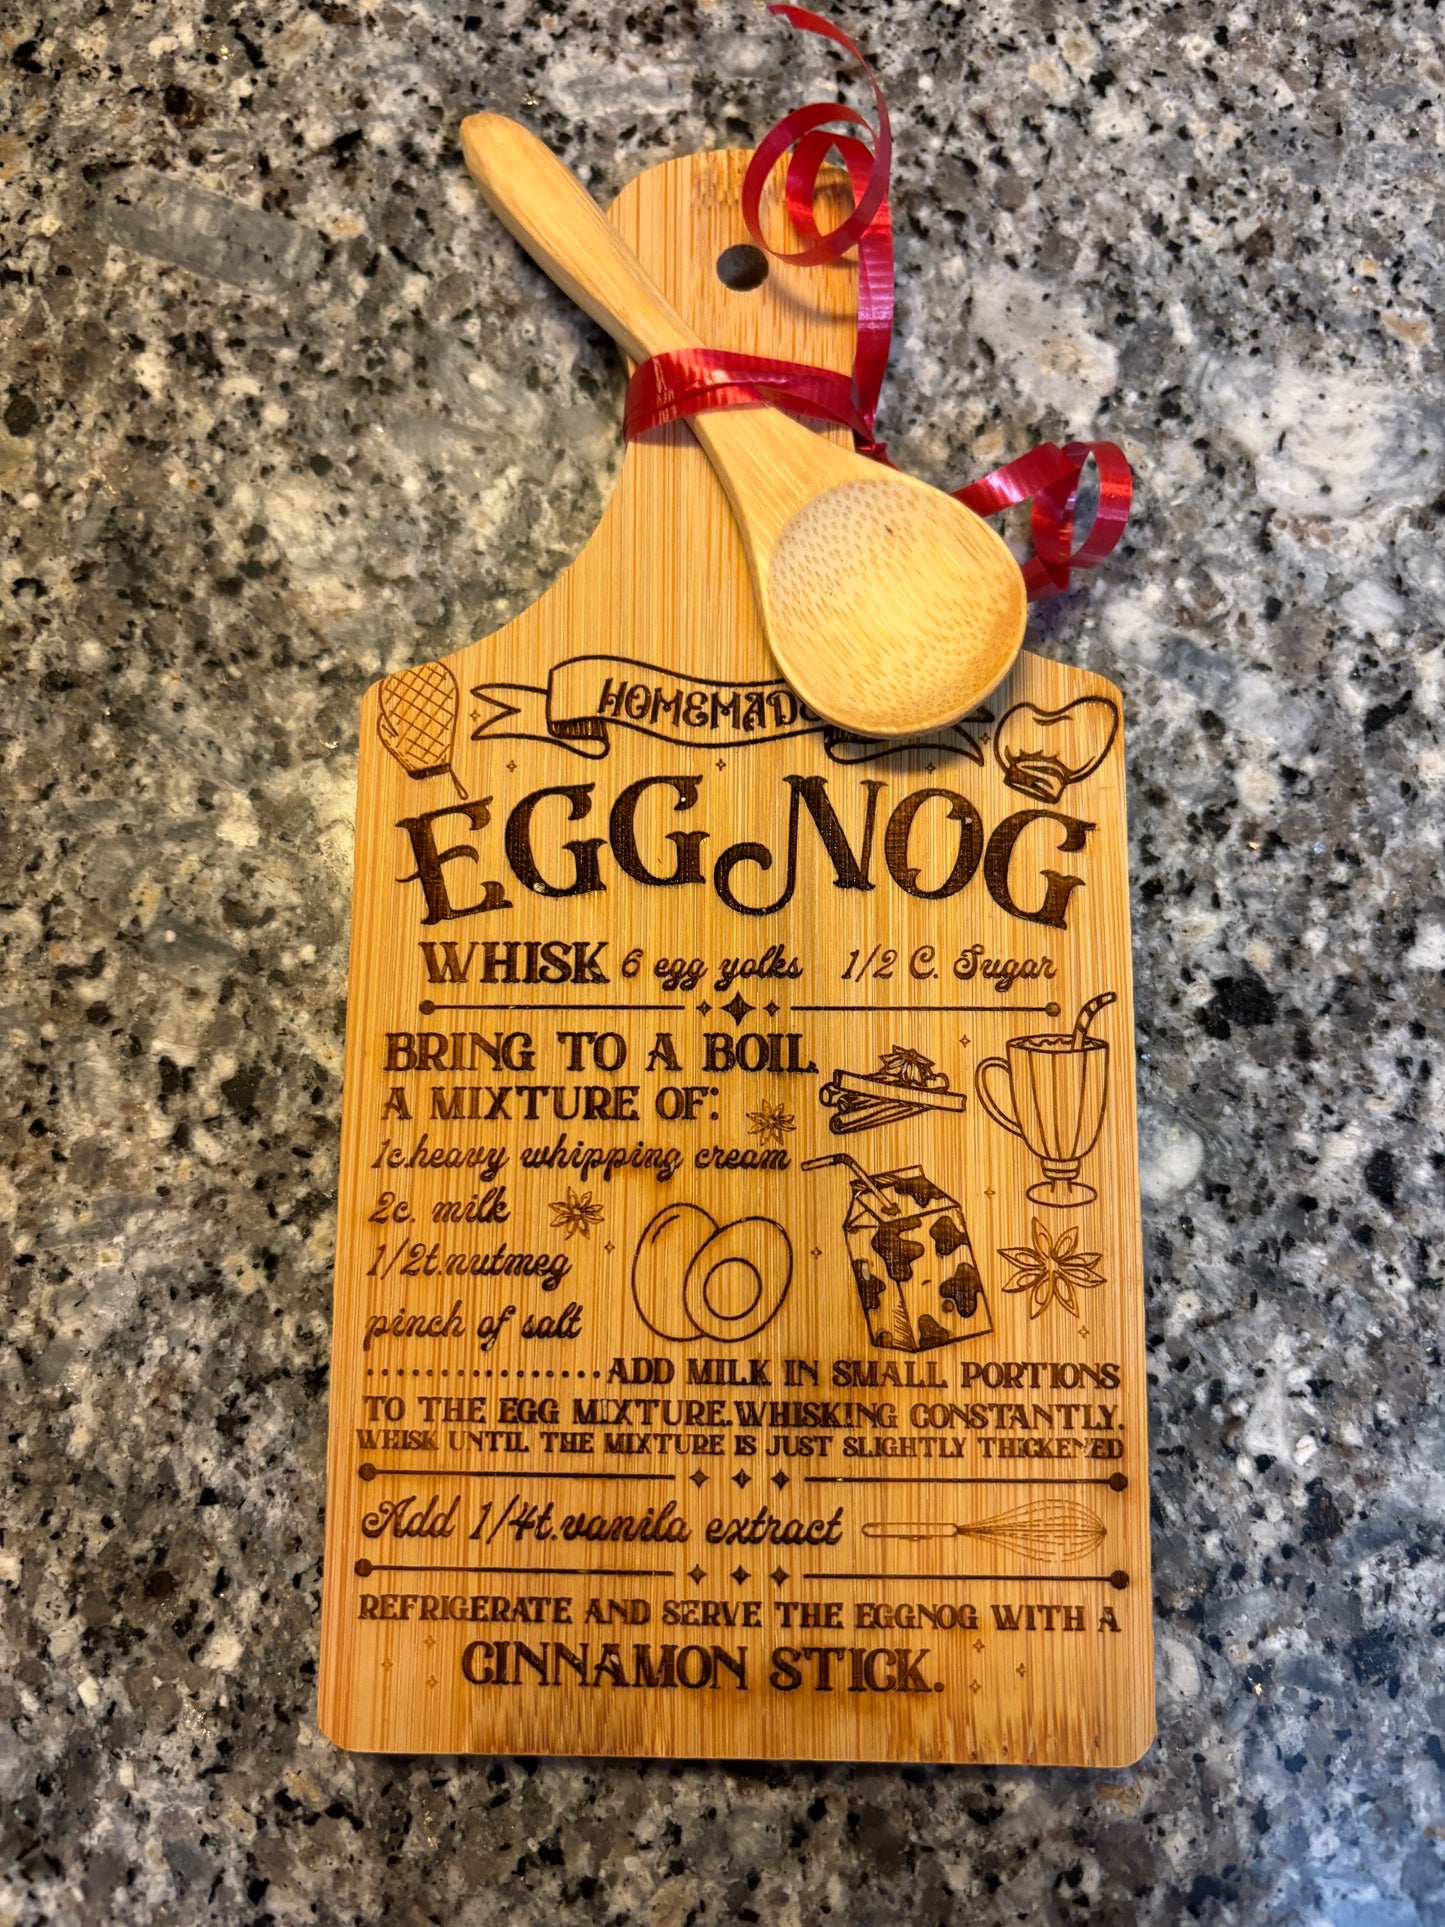 HOMEMADE
EGGNOG
WHISK 6 egg yolks 1/2 C. Sugar
BRING TO A BOIL
A MIXTURE OF:
1c.heavy whipping cream
2c. milk
1/2t.nutmeg
pinch of salt
................ADD MILK IN SMALL PORTIONS
TO THE EGG MIXTURE.WHISKING CONSTANTLY.
WHISK UNTIL THE MIXTURE IS JUST SLIGHTLY THICKENED
Add 1/4t.vanila extract
REFRIGERATE AND SERVE THE EGGNOG WITH A
CINNAMON STICK.